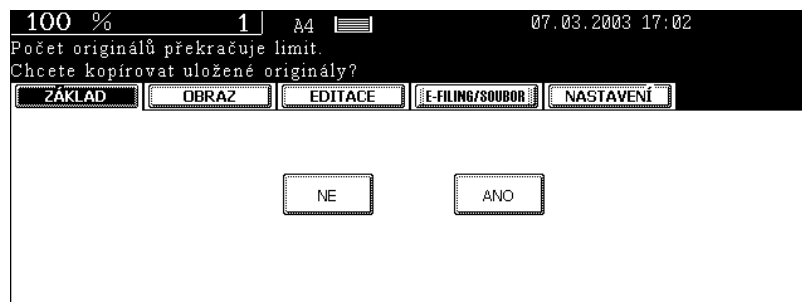 100 % 1 A4 07.03.2003 17:02
Počet originálů překračuje limit.
Chcete kopírovat uložené originály?
ZÁKLAD OBRAZ EDITACE E-FILING/SOUBOR NASTAVENÍ
NE ANO